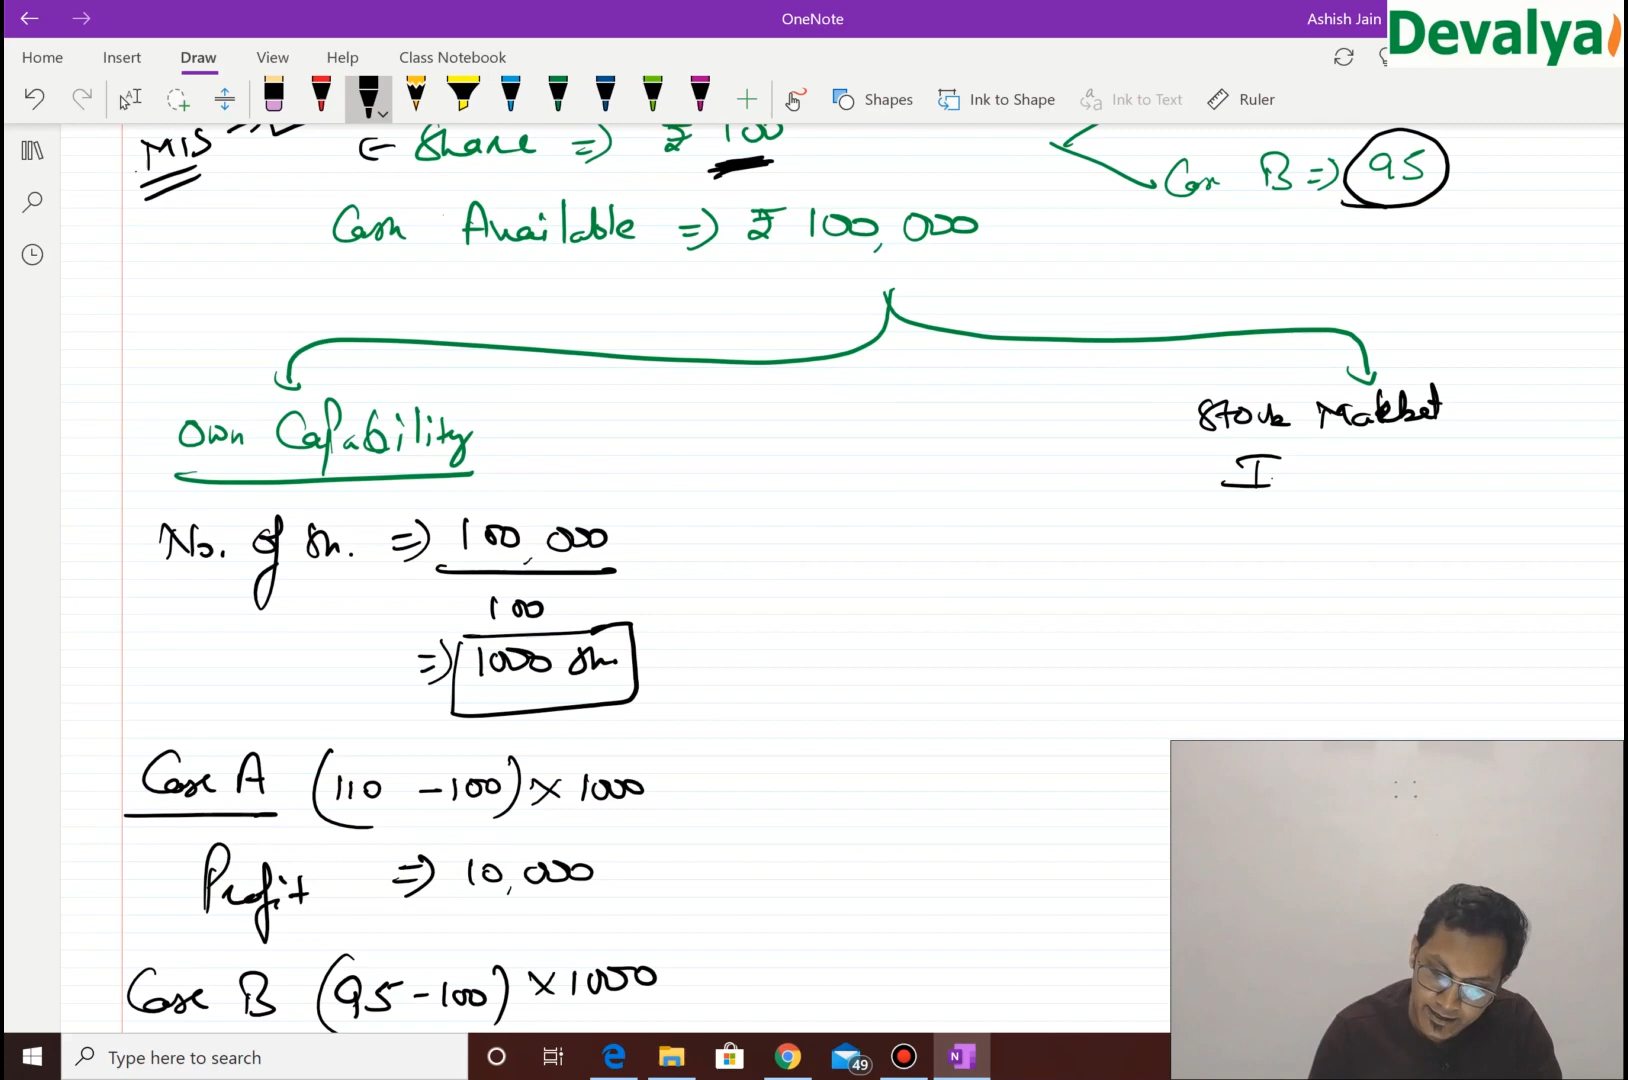 OneNote
Ashish Jain
Devalya
Home Insert Draw View Help Class Notebook
Shapes Ink to Shape Ink to Text Ruler
MIS Share => ₹ 100
Case B => 95
Cash Available => ₹ 100,000
Own Capability
Stock Market
I
No. of Sh. => 100,000
100
=> 1000 Sh.
Case A (110 - 100) × 1000
Profit => 10,000
Case B (95 - 100) × 1000
Type here to search
49
N